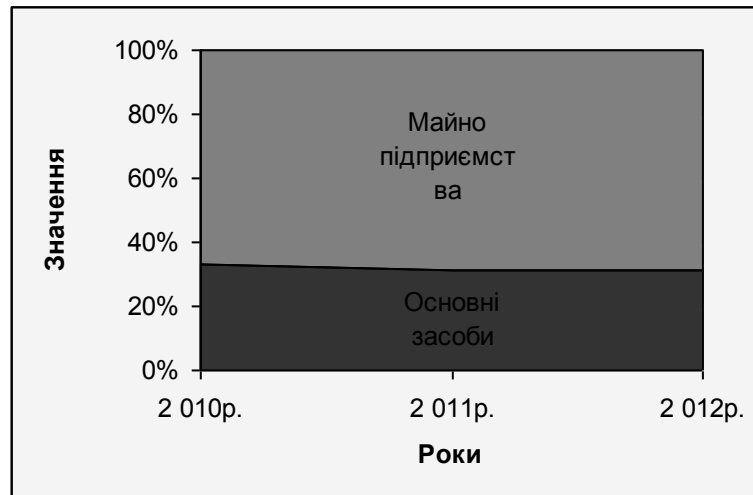 100%
80%
60%
40%
20%
0%
Значення
Майно
підприємст
ва
Основні
засоби
2 010р.
2 011р.
2 012р.
Роки